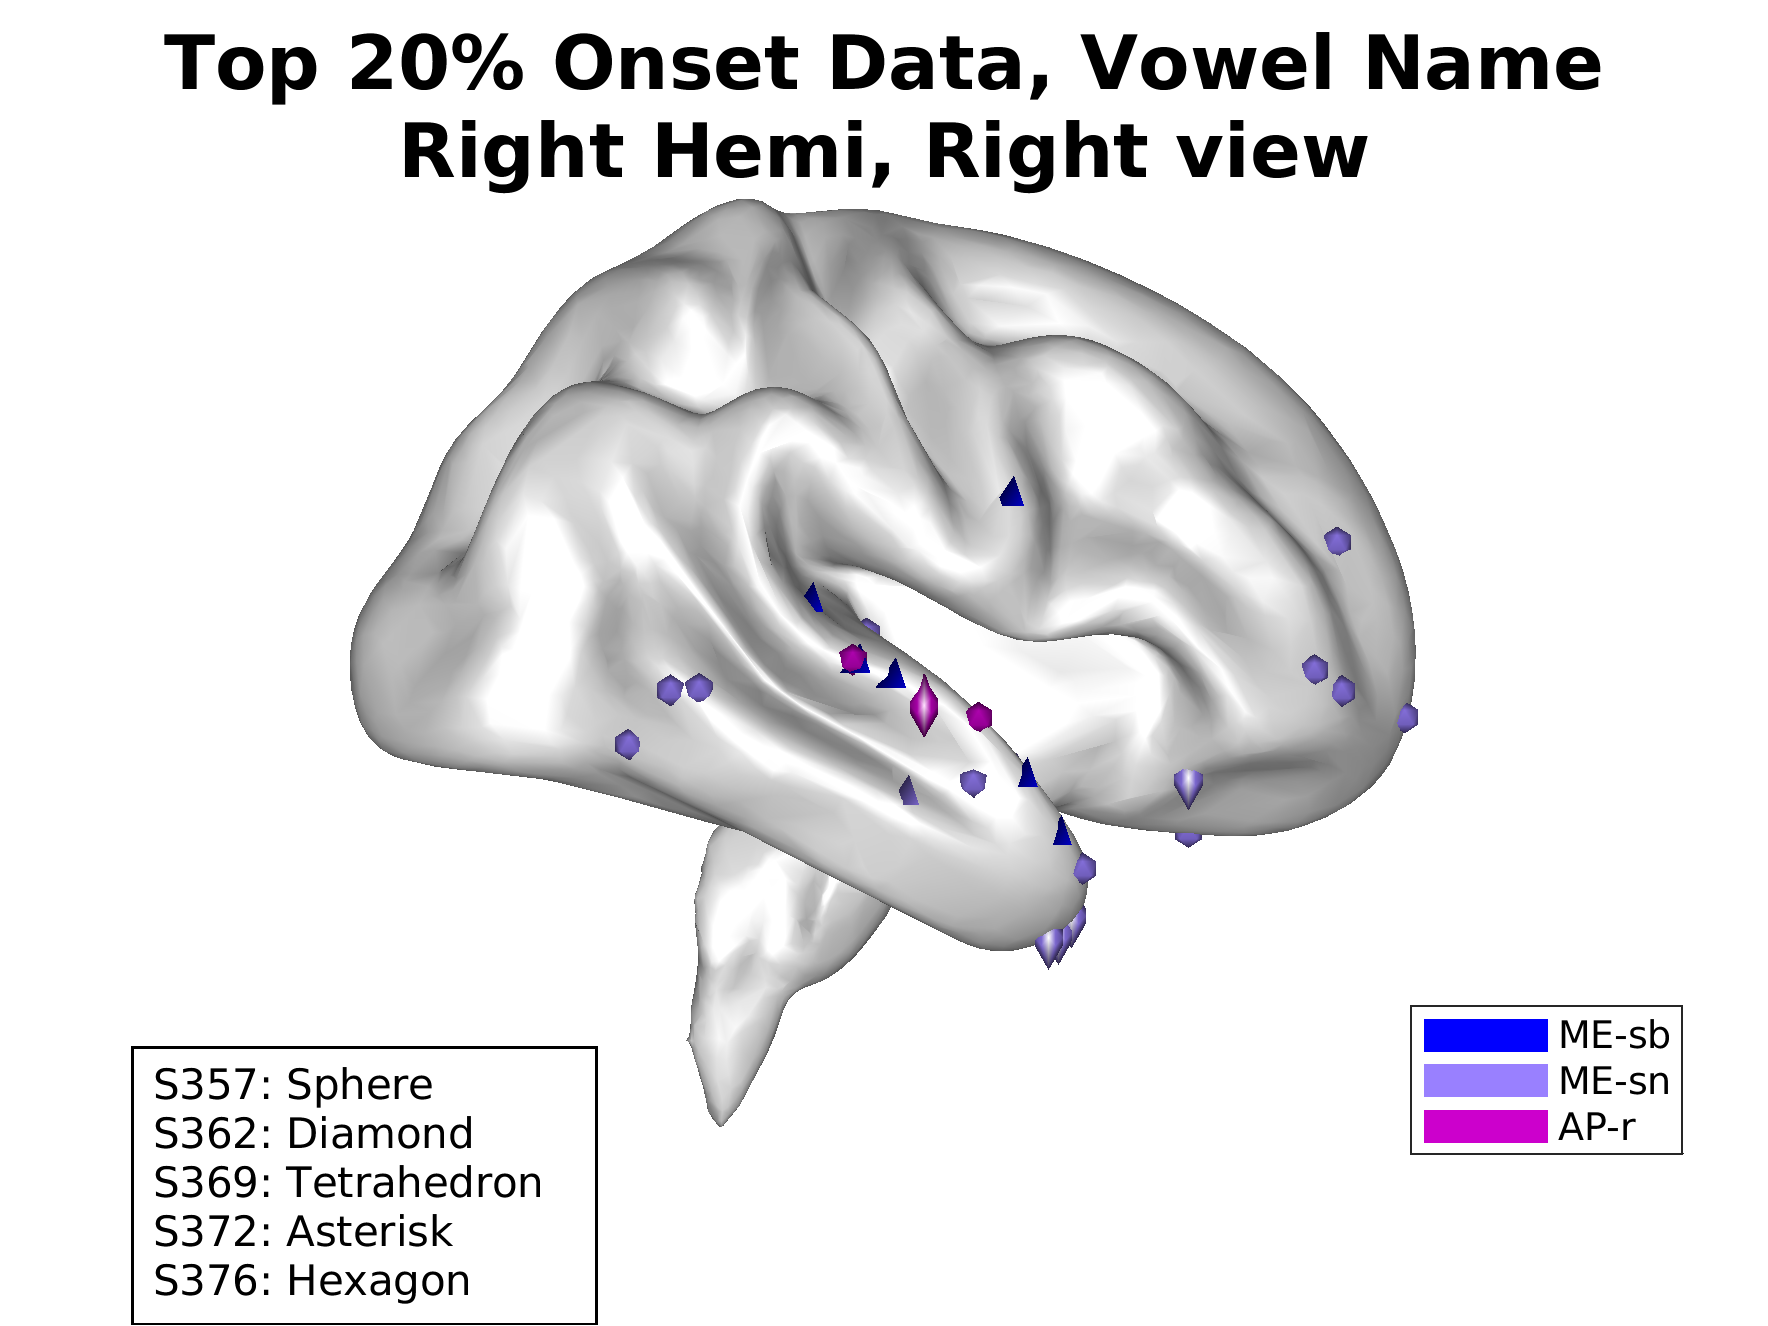 Top 20% Onset Data, Vowel Name
Right Hemi, Right view
S357: Sphere
S362: Diamond
S369: Tetrahedron
S372: Asterisk
S376: Hexagon
ME-sb
ME-sn
AP-r